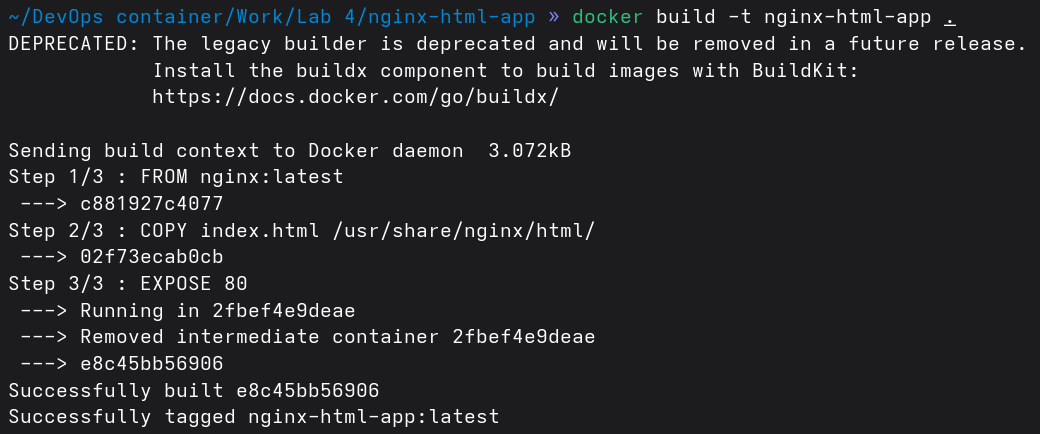 ~/DevOps container/Work/Lab 4/nginx-html-app » docker build -t nginx-html-app .
DEPRECATED: The legacy builder is deprecated and will be removed in a future release.
            Install the buildx component to build images with BuildKit:
            https://docs.docker.com/go/buildx/

Sending build context to Docker daemon  3.072kB
Step 1/3 : FROM nginx:latest
 ---> c881927c4077
Step 2/3 : COPY index.html /usr/share/nginx/html/
 ---> 02f73ecab0cb
Step 3/3 : EXPOSE 80
 ---> Running in 2fbef4e9deae
 ---> Removed intermediate container 2fbef4e9deae
 ---> e8c45bb56906
Successfully built e8c45bb56906
Successfully tagged nginx-html-app:latest